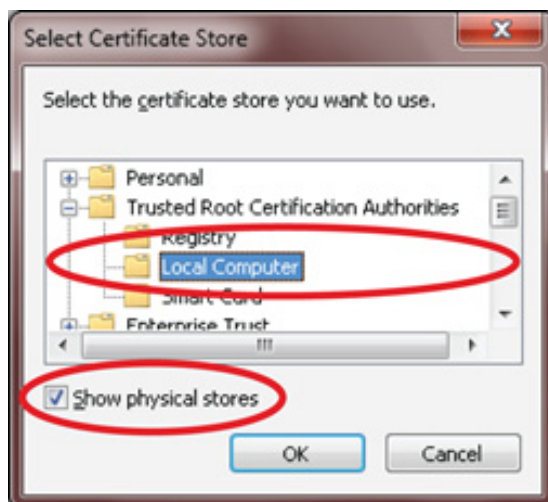 Select Certificate Store
Select the certificate store you want to use.
Personal
Trusted Root Certification Authorities
Registry
Local Computer
Smart Card
Enterprise Trust
Show physical stores
OK
Cancel